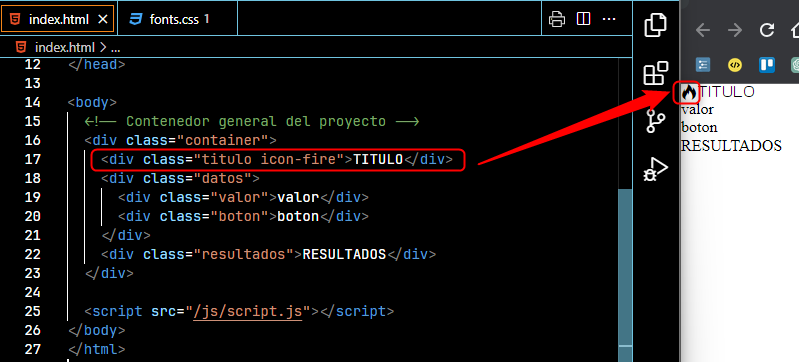 index.html
fonts.css 1
index.html > ...
12 </head>
13
14 <body>
15 <!-- Contenedor general del proyecto -->
16 <div class="container">
17 <div class="titulo icon-fire">TITULO</div>
18 <div class="datos">
19 <div class="valor">valor</div>
20 <div class="boton">boton</div>
21 </div>
22 <div class="resultados">RESULTADOS</div>
23 </div>
24
25 <script src="/js/script.js"></script>
26 </body>
27 </html>
TITULO
valor
boton
RESULTADOS